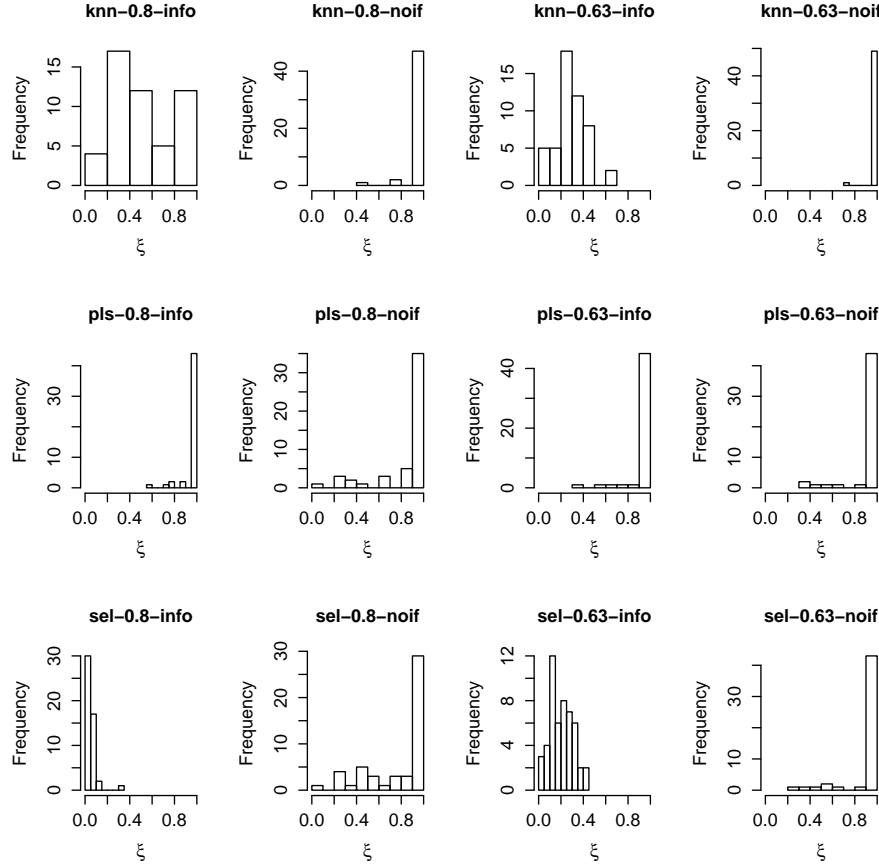 knn−0.8−info
Frequency
0 5 10 15
0.0 0.4 0.8
ξ
knn−0.8−noif
Frequency
0 20 40
0.0 0.4 0.8
ξ
knn−0.63−info
Frequency
0 5 10 15
0.0 0.4 0.8
ξ
knn−0.63−noif
Frequency
0 10 30 50
0.0 0.4 0.8
ξ
pls−0.8−info
Frequency
0 10 30
0.0 0.4 0.8
ξ
pls−0.8−noif
Frequency
0 10 20 30
0.0 0.4 0.8
ξ
pls−0.63−info
Frequency
0 20 40
0.0 0.4 0.8
ξ
pls−0.63−noif
Frequency
0 10 30
0.0 0.4 0.8
ξ
sel−0.8−info
Frequency
0 10 20 30
0.0 0.4 0.8
ξ
sel−0.8−noif
Frequency
0 10 20 30
0.0 0.4 0.8
ξ
sel−0.63−info
Frequency
0 4 8 12
0.0 0.4 0.8
ξ
sel−0.63−noif
Frequency
0 10 30
0.0 0.4 0.8
ξ